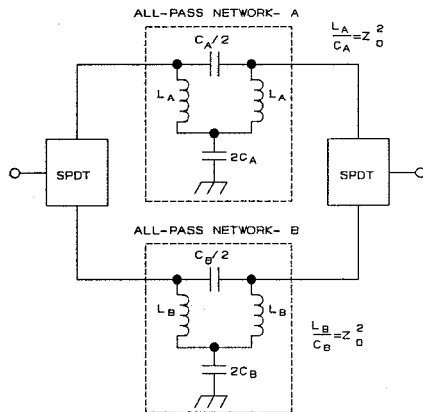 ALL-PASS NETWORK- A
C_A/2
L_A/C_A=Z_0^2
L_A
L_A
2C_A
SPDT
SPDT
ALL-PASS NETWORK- B
C_B/2
L_B
L_B
L_B/C_B=Z_0^2
2C_B